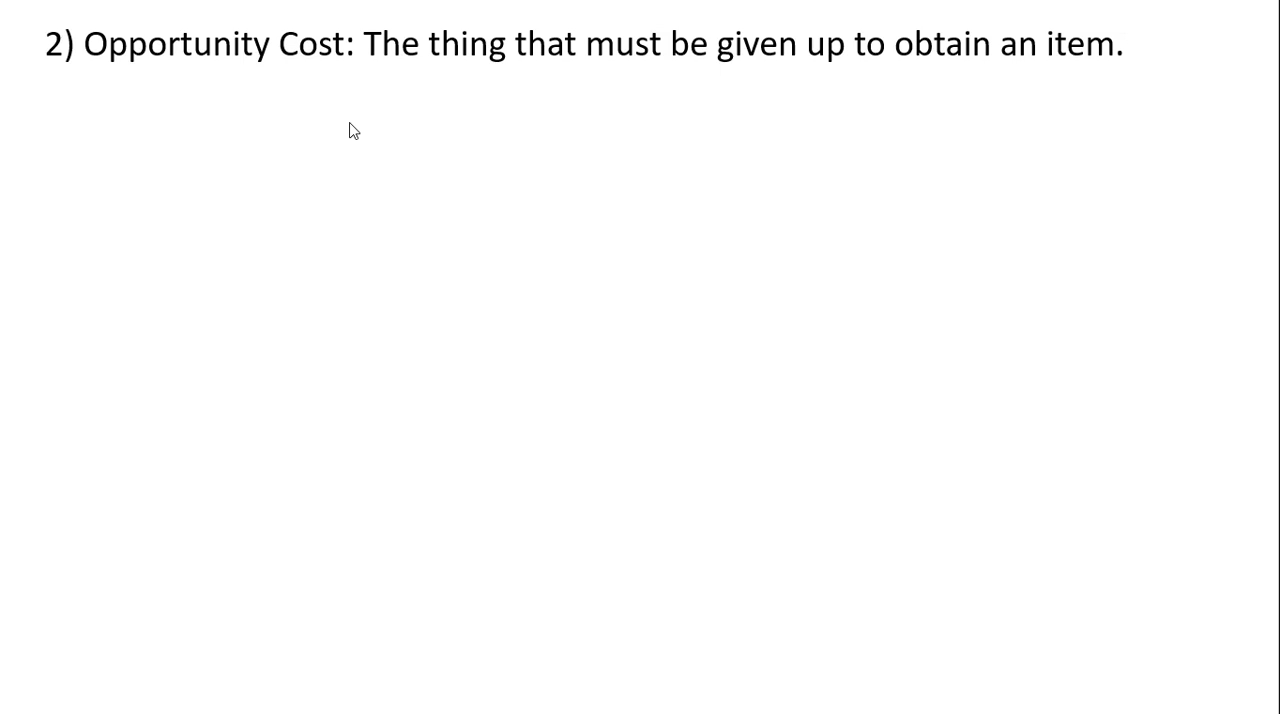 2) Opportunity Cost: The thing that must be given up to obtain an item.